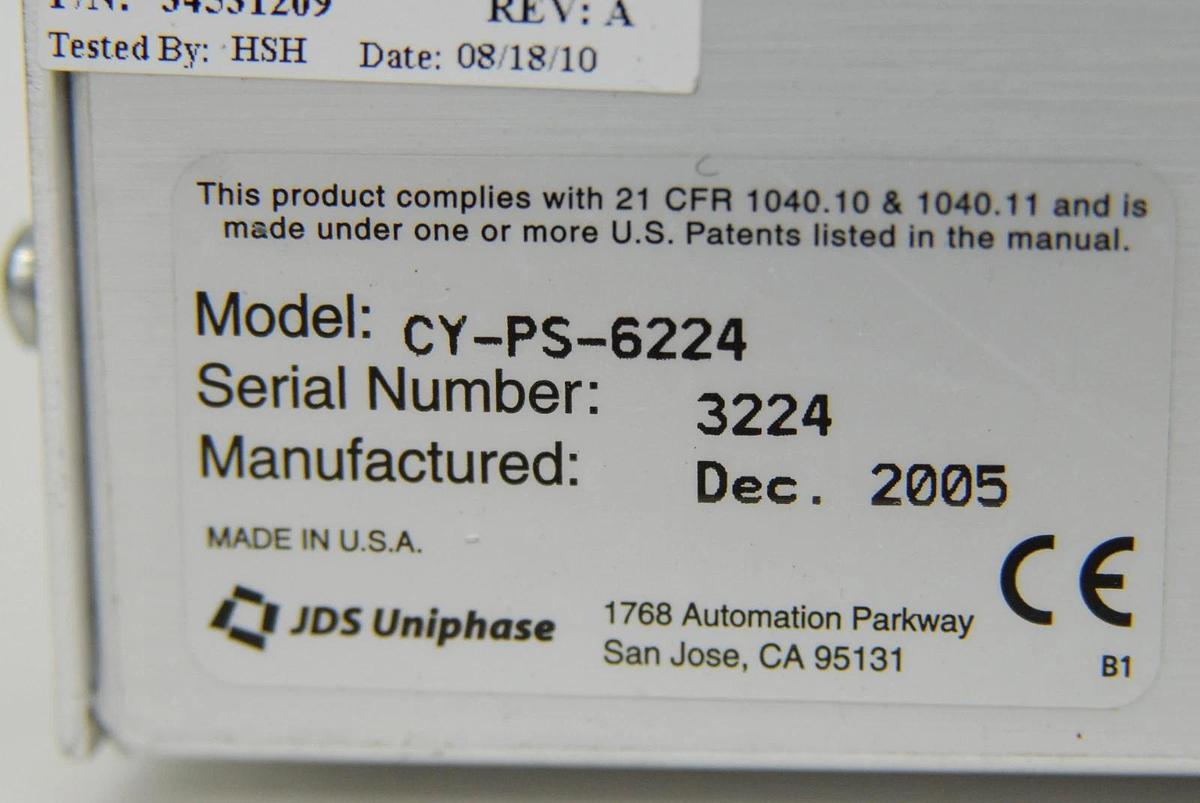 P/N: 54551209 REV: A
Tested By: HSH Date: 08/18/10
This product complies with 21 CFR 1040.10 & 1040.11 and is
made under one or more U.S. Patents listed in the manual.
Model: CY-PS-6224
Serial Number: 3224
Manufactured: Dec. 2005
MADE IN U.S.A.
JDS Uniphase
1768 Automation Parkway
San Jose, CA 95131
CE
B1